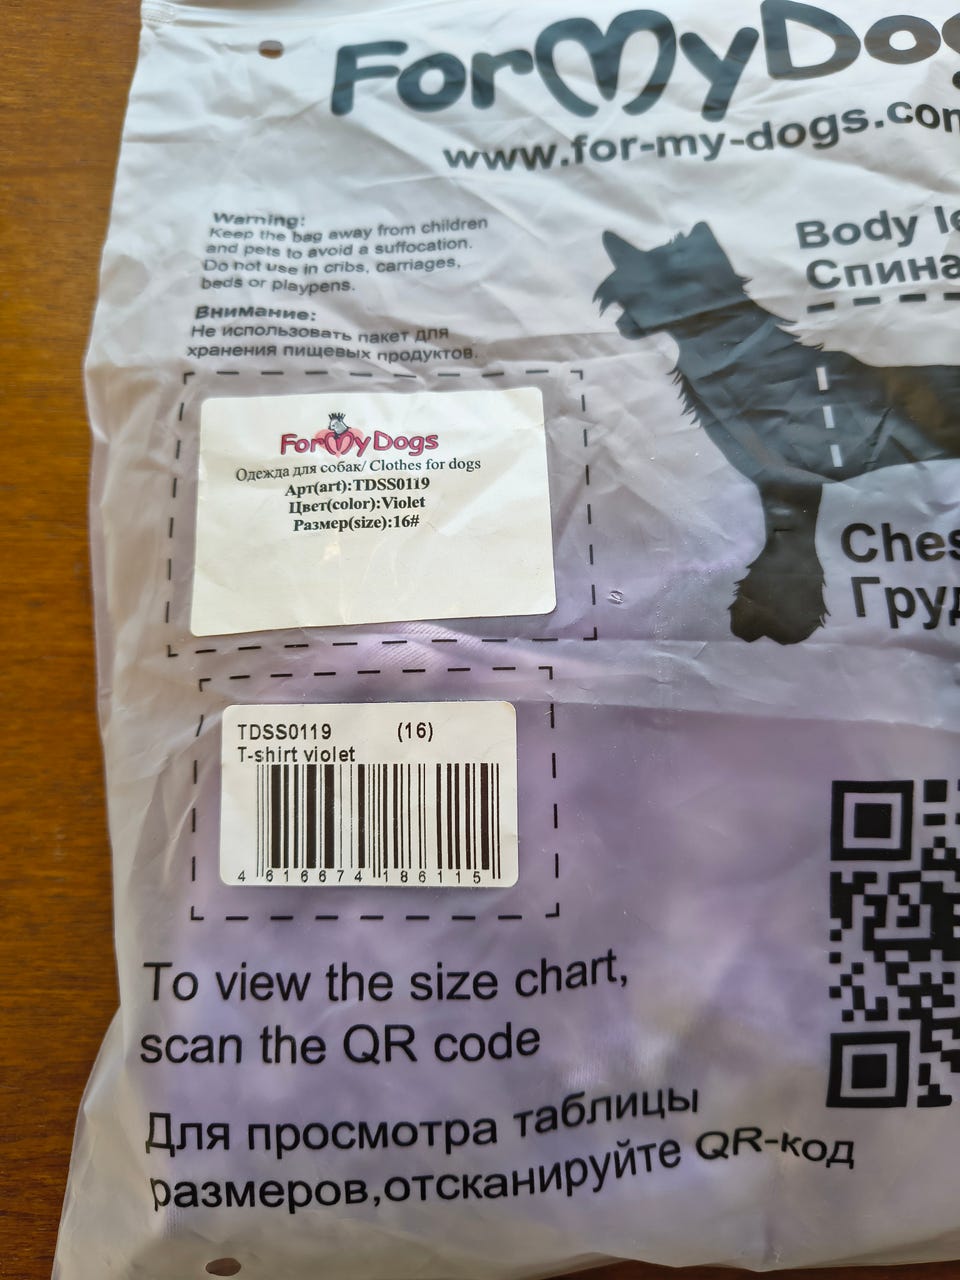 ForMyDog
www.for-my-dogs.com
Warning:
Keep the bag away from children
and pets to avoid a suffocation.
Do not use in cribs, carriages,
beds or playpens.
Внимание:
Не использовать пакет для
хранения пищевых продуктов.
Body le
Спина
ForMyDogs
Одежда для собак/ Clothes for dogs
Арт(art):TDSS0119
Цвет(color):Violet
Размер(size):16#
Ches
Груд
TDSS0119 (16)
T-shirt violet
4 616674 186115
To view the size chart,
scan the QR code
Для просмотра таблицы
размеров,отсканируйте QR-код